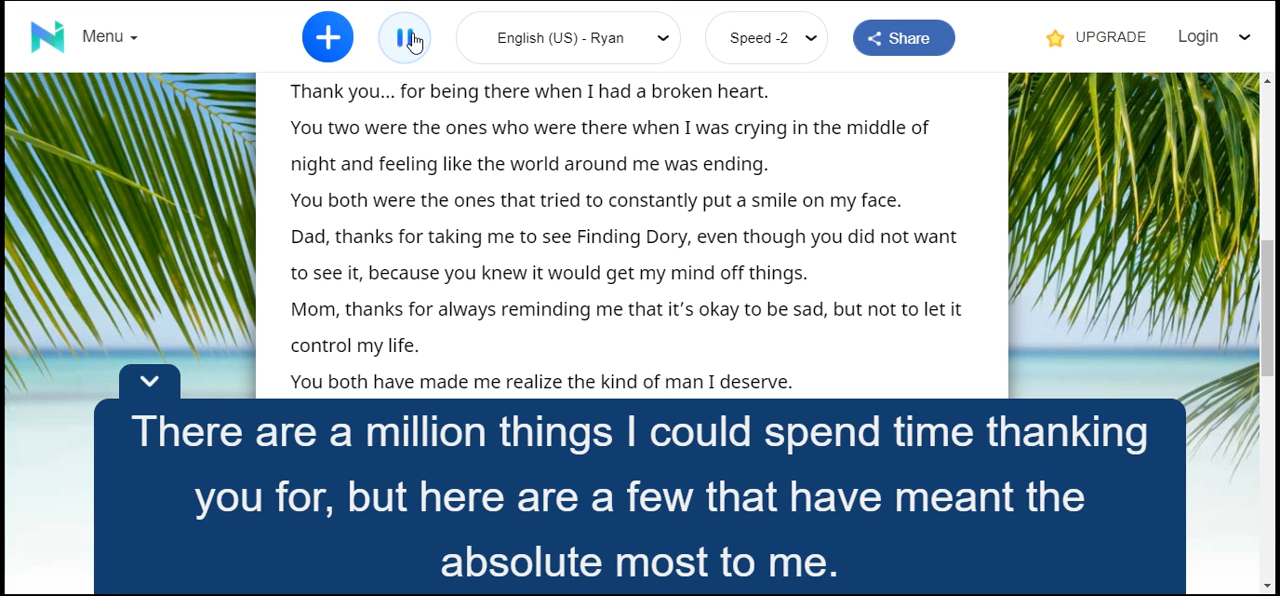 Menu
English (US) - Ryan
Speed -2
Share
UPGRADE
Login
Thank you... for being there when I had a broken heart.
You two were the ones who were there when I was crying in the middle of
night and feeling like the world around me was ending.
You both were the ones that tried to constantly put a smile on my face.
Dad, thanks for taking me to see Finding Dory, even though you did not want
to see it, because you knew it would get my mind off things.
Mom, thanks for always reminding me that it’s okay to be sad, but not to let it
control my life.
You both have made me realize the kind of man I deserve.
There are a million things I could spend time thanking
you for, but here are a few that have meant the
absolute most to me.